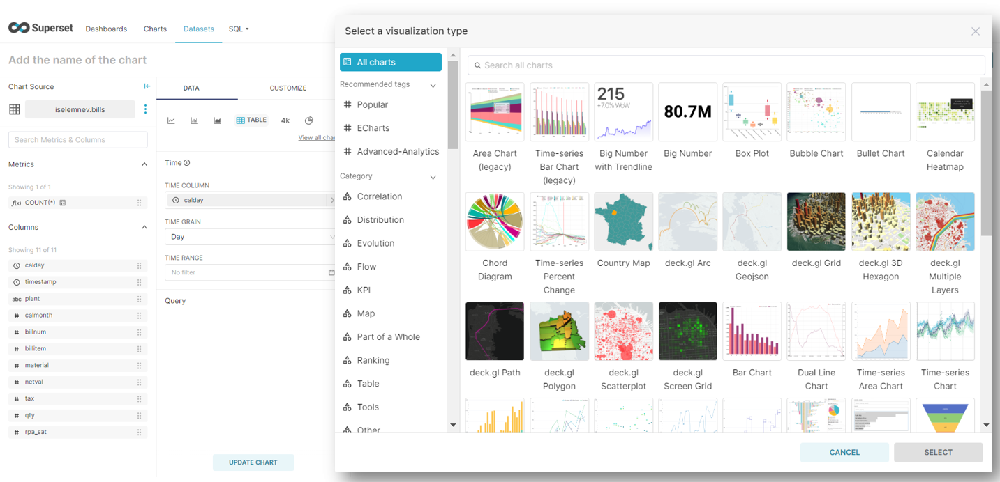 Superset
Dashboards
Charts
Datasets
SQL
Add the name of the chart
Chart Source
iselemnev.bills
Search Metrics & Columns
Metrics
Showing 1 of 1
f(x) COUNT(*)
Columns
Showing 11 of 11
calday
timestamp
abc plant
# calmonth
# billnum
# billitem
# material
# netval
# tax
# qty
# rpa_sat
DATA
CUSTOMIZE
TABLE
4k
View all char
Time
TIME COLUMN
calday
TIME GRAIN
Day
TIME RANGE
No filter
Query
UPDATE CHART
Select a visualization type
All charts
Recommended tags
# Popular
# ECharts
# Advanced-Analytics
Category
Correlation
Distribution
Evolution
Flow
KPI
Map
Part of a Whole
Ranking
Table
Tools
Other
Search all charts
215
+7.0% WoW
80.7M
Area Chart
(legacy)
Time-series
Bar Chart
(legacy)
Big Number
with Trendline
Big Number
Box Plot
Bubble Chart
Bullet Chart
Calendar
Heatmap
Chord
Diagram
Time-series
Percent
Change
Country Map
deck.gl Arc
deck.gl
Geojson
deck.gl Grid
deck.gl 3D
Hexagon
deck.gl
Multiple
Layers
deck.gl Path
deck.gl
Polygon
deck.gl
Scatterplot
deck.gl
Screen Grid
Bar Chart
Dual Line
Chart
Time-series
Area Chart
Time-series
Chart
CANCEL
SELECT